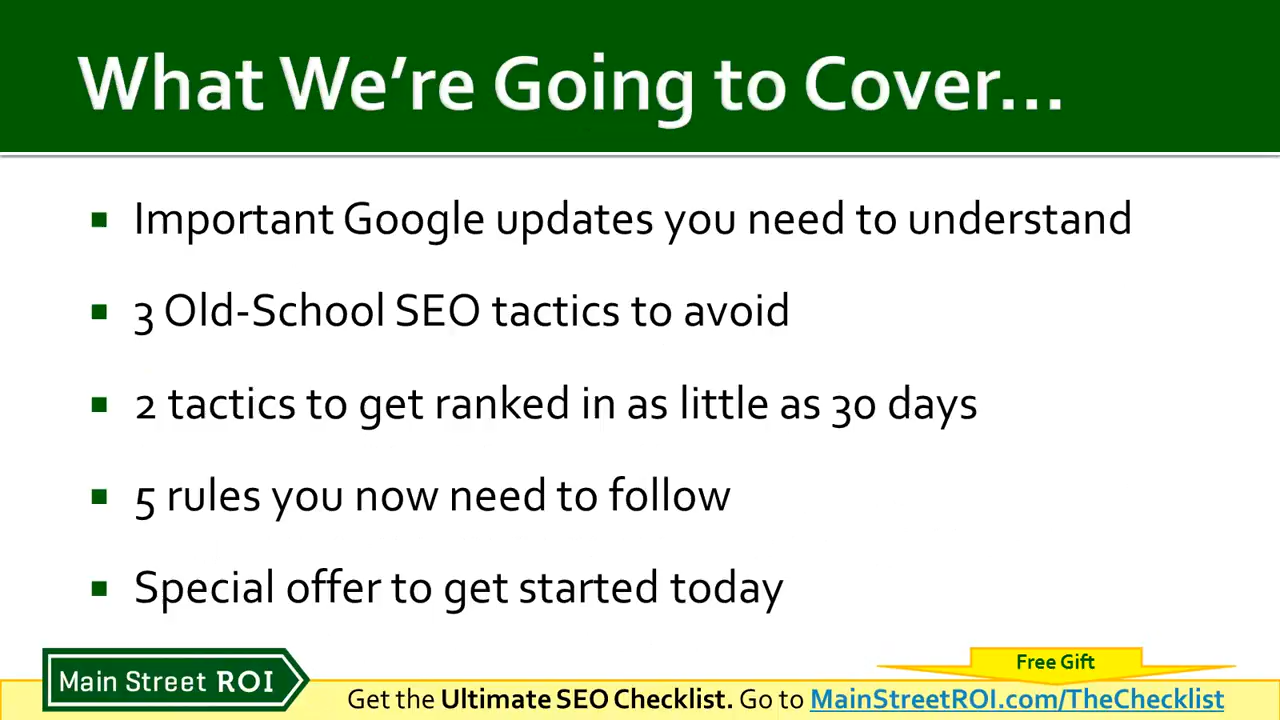 What We're Going to Cover...
Important Google updates you need to understand
3 Old-School SEO tactics to avoid
2 tactics to get ranked in as little as 30 days
5 rules you now need to follow
Special offer to get started today
Main Street ROI
Free Gift
Get the Ultimate SEO Checklist. Go to MainStreetROI.com/TheChecklist